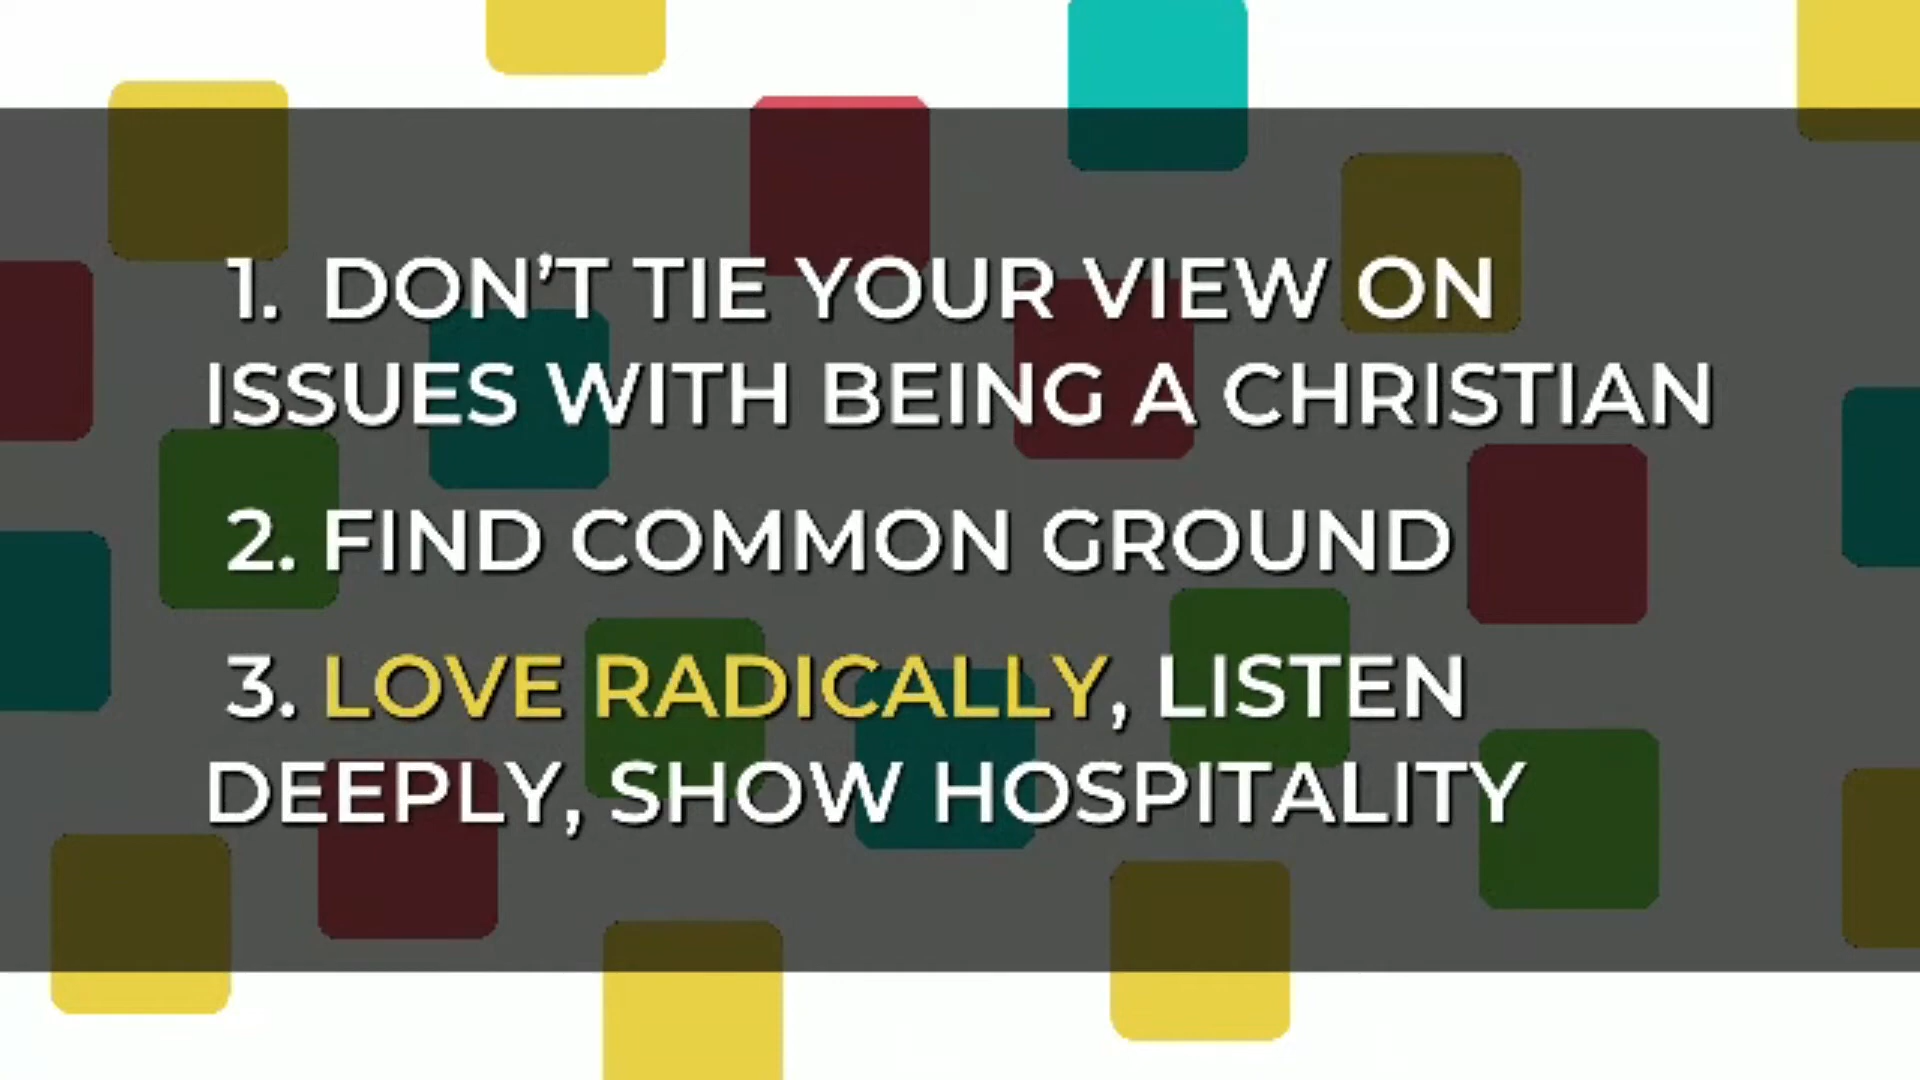 1. DON’T TIE YOUR VIEW ON
ISSUES WITH BEING A CHRISTIAN
2. FIND COMMON GROUND
3. LOVE RADICALLY, LISTEN
DEEPLY, SHOW HOSPITALITY